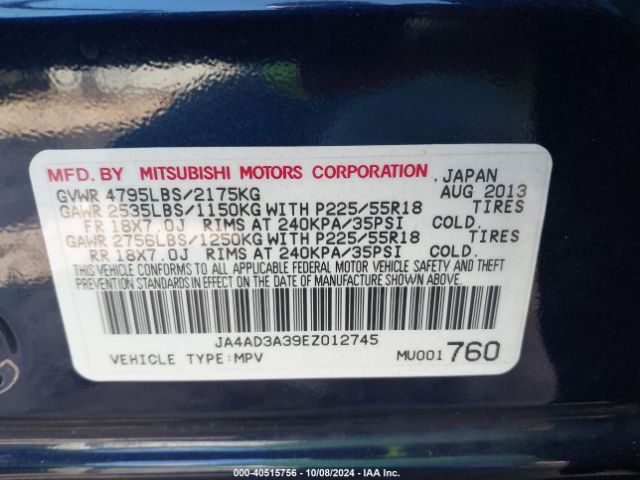 MFD. BY MITSUBISHI MOTORS CORPORATION, JAPAN
GVWR 4795LBS/2175KG AUG 2013
GAWR 2535LBS/1150KG WITH P225/55R18 TIRES
FR 18X7.0J RIMS AT 240KPA/35PSI COLD.
GAWR 2756LBS/1250KG WITH P225/55R18 TIRES
RR 18X7.0J RIMS AT 240KPA/35PSI COLD.
THIS VEHICLE CONFORMS TO ALL APPLICABLE FEDERAL MOTOR VEHICLE SAFETY AND THEFT
PREVENTION STANDARDS IN EFFECT ON THE DATE OF MANUFACTURE SHOWN ABOVE.
JA4AD3A39EZ012745
VEHICLE TYPE:MPV MU001 760
000-40515756 - 10/08/2024 - IAA Inc.